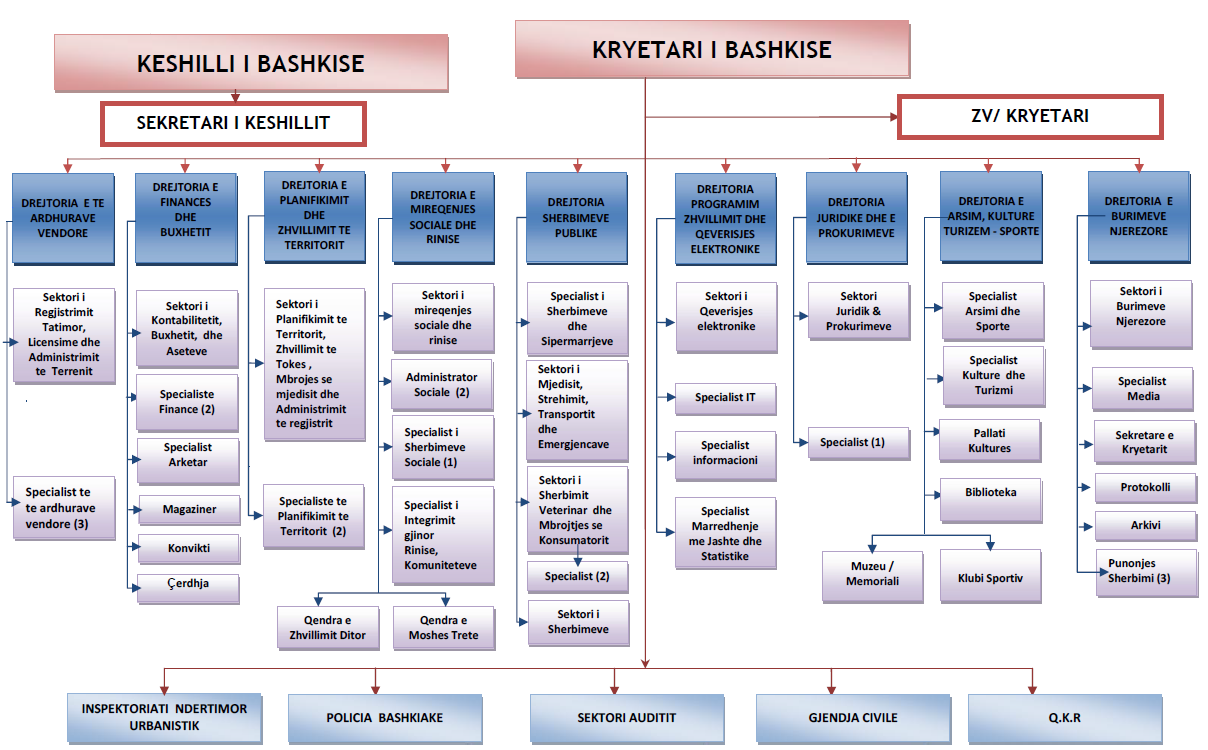 KESHILLI I BASHKISE
KRYETARI I BASHKISE
SEKRETARI I KESHILLIT
ZV/ KRYETARI
DREJTORIA E TE
ARDHURAVE
VENDORE
Sektori i
Regjistrimit
Tatimor,
Licensime dhe
Administrimit
te Terrenit
Specialist te
te ardhurave
vendore (3)
DREJTORIA E
FINANCES
DHE
BUXHETIT
Sektori i
Kontabilitetit,
Buxhetit, dhe
Aseteve
Specialiste
Finance (2)
Specialist
Arketar
Magaziner
Konvikti
Çerdhja
DREJTORIA E
PLANIFIKIMIT
DHE
ZHVILLIMIT TE
TERRITORIT
Sektori i
Planifikimit te
Territorit,
Zhvillimit te
Tokes ,
Mbrojes se
mjedisit dhe
Administrimit
te regjistrit
Specialiste te
Planifikimit te
Territorit (2)
DREJTORIA E
MIREQENJES
SOCIALE DHE
RINISE
Sektori i
mireqenjes
sociale dhe
rinise
Administrator
Sociale (2)
Specialist i
Sherbimeve
Sociale (1)
Specialist i
Integrimit
gjinor
Rinise,
Komuniteteve
Qendra e
Zhvillimit Ditor
Qendra e
Moshes Trete
DREJTORIA
SHERBIMEVE
PUBLIKE
Specialist i
Sherbimeve
dhe
Sipermarrjeve
Sektori i
Mjedisit,
Strehimit,
Transportit
dhe
Emergjencave
Sektori i
Sherbimit
Veterinar dhe
Mbrojtjes se
Konsumatorit
Specialist (2)
Sektori i
Sherbimeve
DREJTORIA
PROGRAMIM
ZHVILLIMIT DHE
QEVERISJES
ELEKTRONIKE
Sektori i
Qeverisjes
elektronike
Specialist IT
Specialist
informacioni
Specialist
Marredhenje
me Jashte dhe
Statistike
DREJTORIA
JURIDIKE DHE E
PROKURIMEVE
Sektori
Juridik &
Prokurimeve
Specialist (1)
DREJTORIA E
ARSIM, KULTURE
TURIZEM - SPORTE
Specialist
Arsimi dhe
Sporte
Specialist
Kulture dhe
Turizmi
Pallati
Kultures
Biblioteka
Muzeu /
Memoriali
Klubi Sportiv
DREJTORIA E
BURIMEVE
NJEREZORE
Sektori i
Burimeve
Njerezore
Specialist
Media
Sekretare e
Kryetarit
Protokolli
Arkivi
Punonjes
Sherbimi (3)
INSPEKTORIATI NDERTIMOR
URBANISTIK
POLICIA BASHKIAKE
SEKTORI AUDITIT
GJENDJA CIVILE
Q.K.R